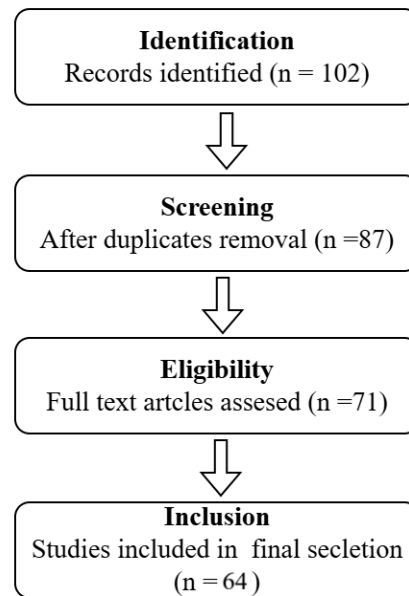 Identification
Records identified (n = 102)
Screening
After duplicates removal (n =87)
Eligibility
Full text artcles assesed (n =71)
Inclusion
Studies included in  final secletion
(n = 64)